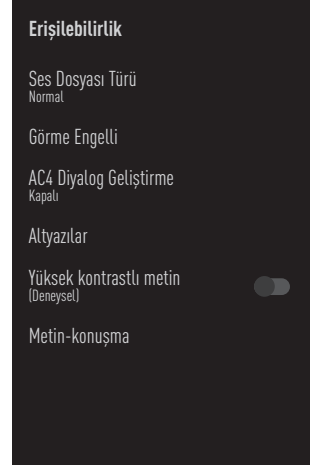 Erişilebilirlik
Ses Dosyası Türü
Normal
Görme Engelli
AC4 Diyalog Geliştirme
Kapalı
Altyazılar
Yüksek kontrastlı metin
(Deneysel)
Metin-konuşma